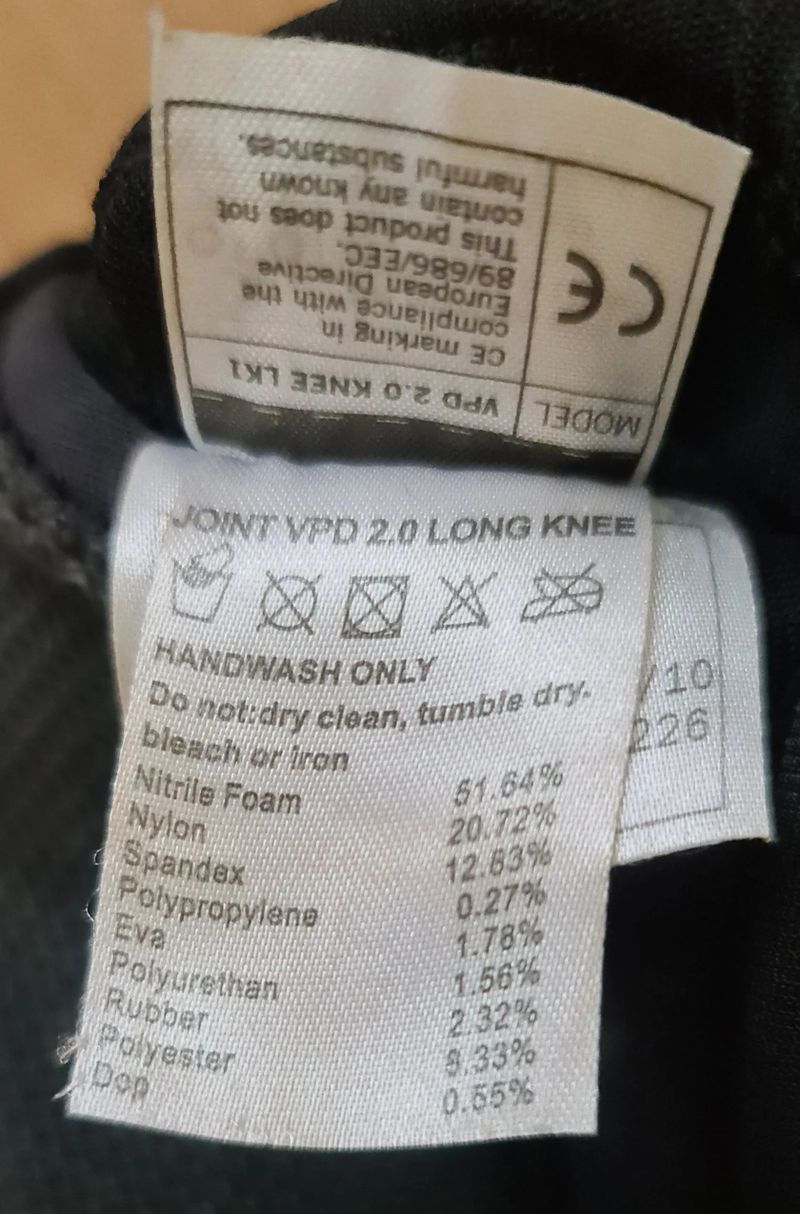 MODEL VPD 2.0 KNEE LK1
CE
CE marking in
compliance with the
European Directive
89/686/EEC.
This product does not
contain any known
harmful substances.
JOINT VPD 2.0 LONG KNEE
HANDWASH ONLY
Do not:dry clean, tumble dry.
bleach or iron
Nitrile Foam 51.64%
Nylon 20.72%
Spandex 12.83%
Polypropylene 0.27%
Eva 1.78%
Polyurethan 1.56%
Rubber 2.32%
Polyester 8.33%
Dop 0.55%
/10
226